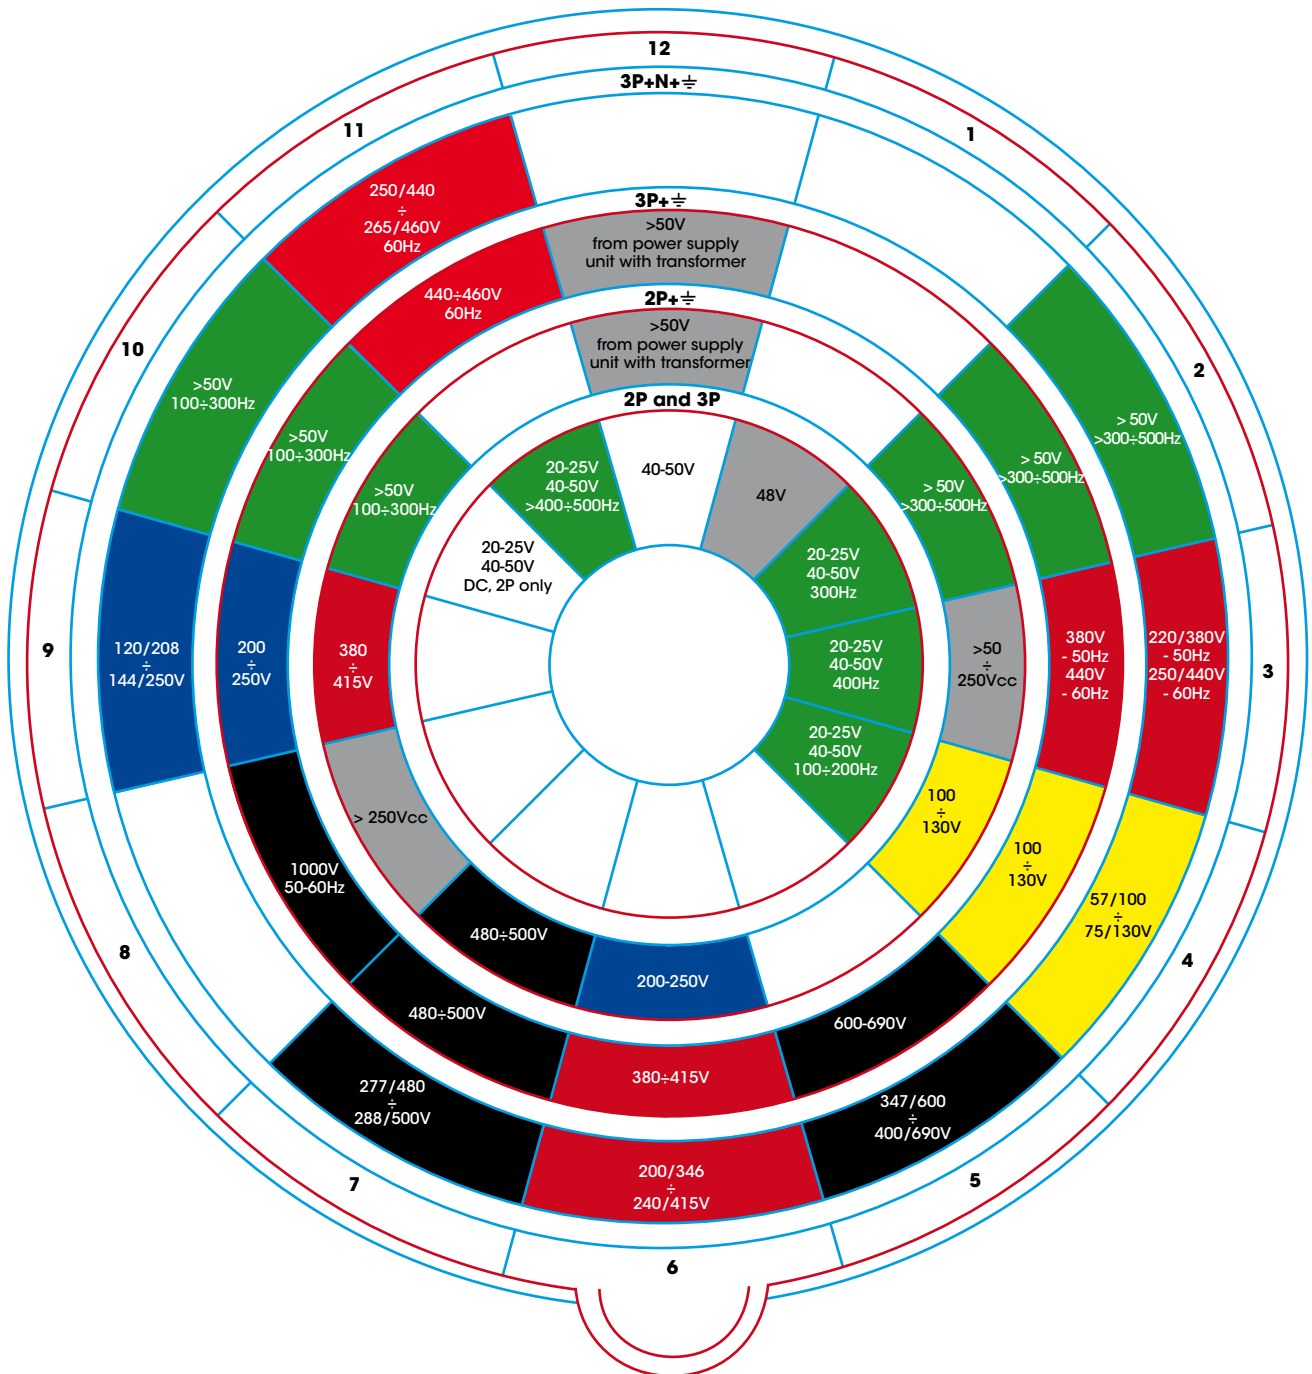 12
3P+N+⏚
11
1
250/440
÷
265/460V
60Hz
3P+⏚
>50V
from power supply
unit with transformer
440÷460V
60Hz
2P+⏚
>50V
from power supply
unit with transformer
10
2
>50V
100÷300Hz
>50V
100÷300Hz
>50V
100÷300Hz
2P and 3P
20-25V
40-50V
>400÷500Hz
40-50V
48V
> 50V
>300÷500Hz
> 50V
>300÷500Hz
> 50V
>300÷500Hz
20-25V
40-50V
DC, 2P only
20-25V
40-50V
300Hz
9
120/208
÷
144/250V
200
÷
250V
380
÷
415V
20-25V
40-50V
400Hz
>50
÷
250Vcc
380V
- 50Hz
440V
- 60Hz
220/380V
- 50Hz
250/440V
- 60Hz
3
20-25V
40-50V
100÷200Hz
> 250Vcc
100
÷
130V
1000V
50-60Hz
100
÷
130V
57/100
÷
75/130V
8
4
480÷500V
200-250V
480÷500V
600-690V
380÷415V
277/480
÷
288/500V
347/600
÷
400/690V
7
200/346
÷
240/415V
5
6